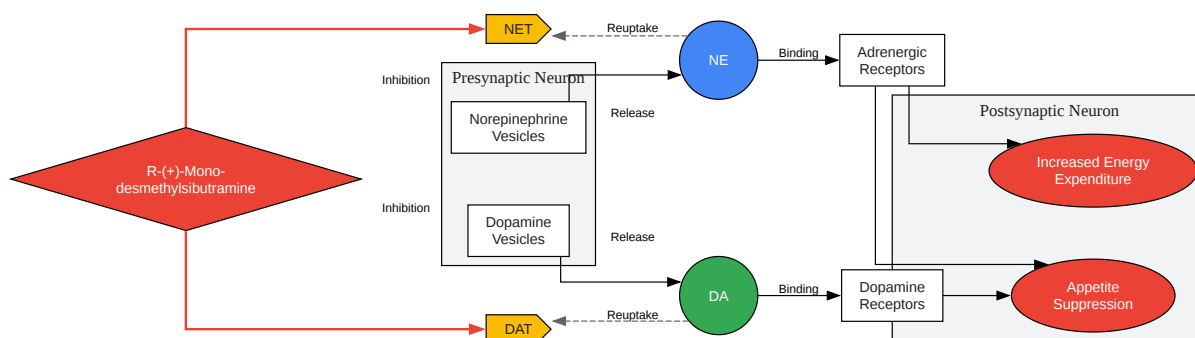 NET
Reuptake
NE
Binding
Adrenergic
Receptors
Inhibition
Presynaptic Neuron
Norepinephrine
Vesicles
Release
Postsynaptic Neuron
Increased Energy
Expenditure
R-(+)-Mono-
desmethylsibutramine
Inhibition
Dopamine
Vesicles
Release
DA
Binding
Dopamine
Receptors
Appetite
Suppression
DAT
Reuptake